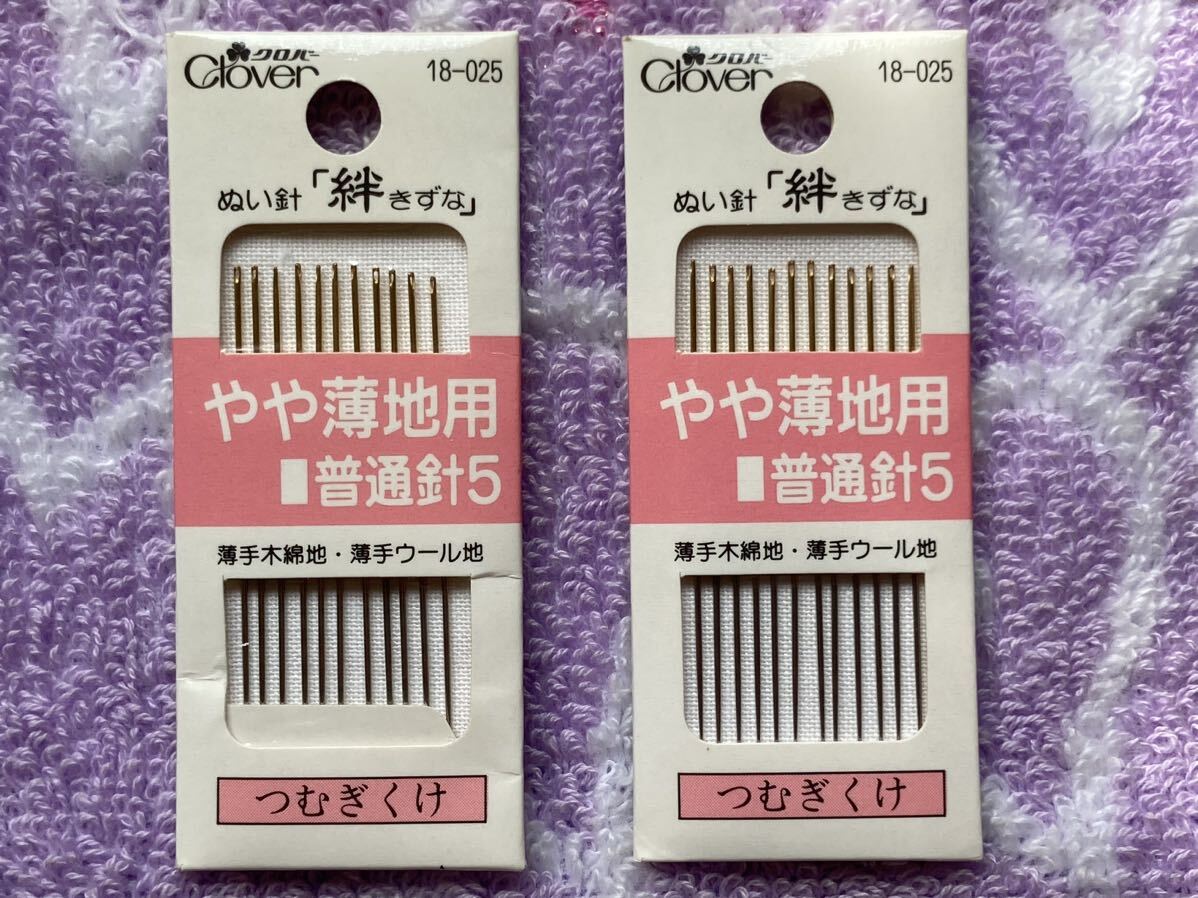 クロバー
Clover
18-025
ぬい針「絆きずな」
やや薄地用
普通針5
薄手木綿地・薄手ウール地
つむぎくけ
クロバー
Clover
18-025
ぬい針「絆きずな」
やや薄地用
普通針5
薄手木綿地・薄手ウール地
つむぎくけ